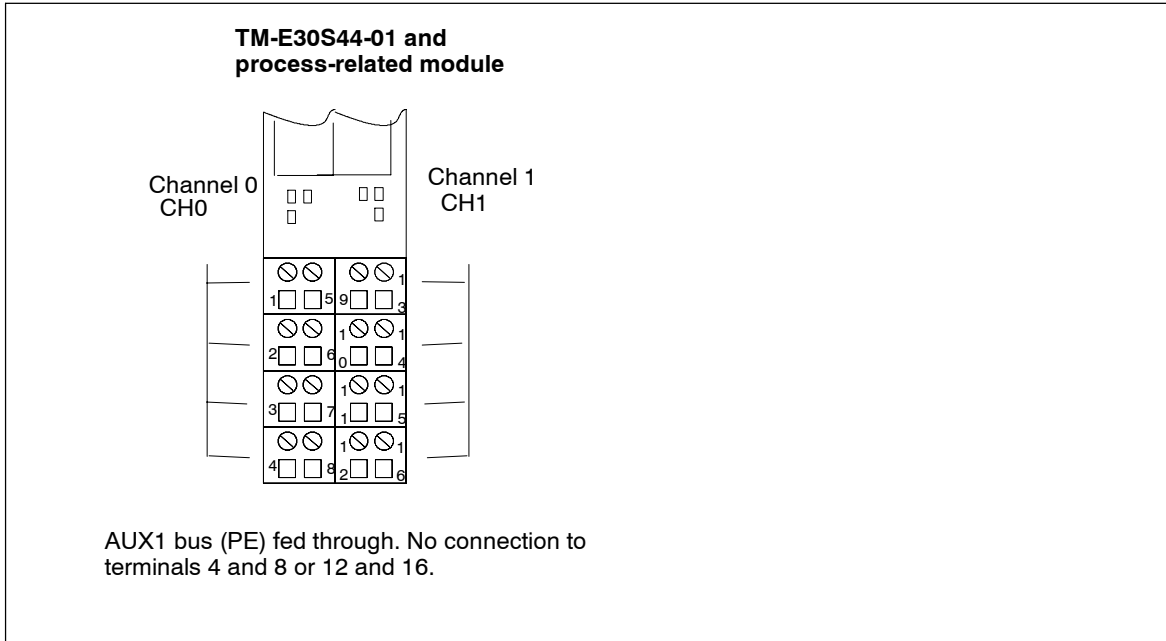 TM-E30S44-01 and
process-related module
Channel 0
CH0
Channel 1
CH1
1 5 9 13
2 6 10 14
3 7 11 15
4 8 12 16
AUX1 bus (PE) fed through. No connection to
terminals 4 and 8 or 12 and 16.